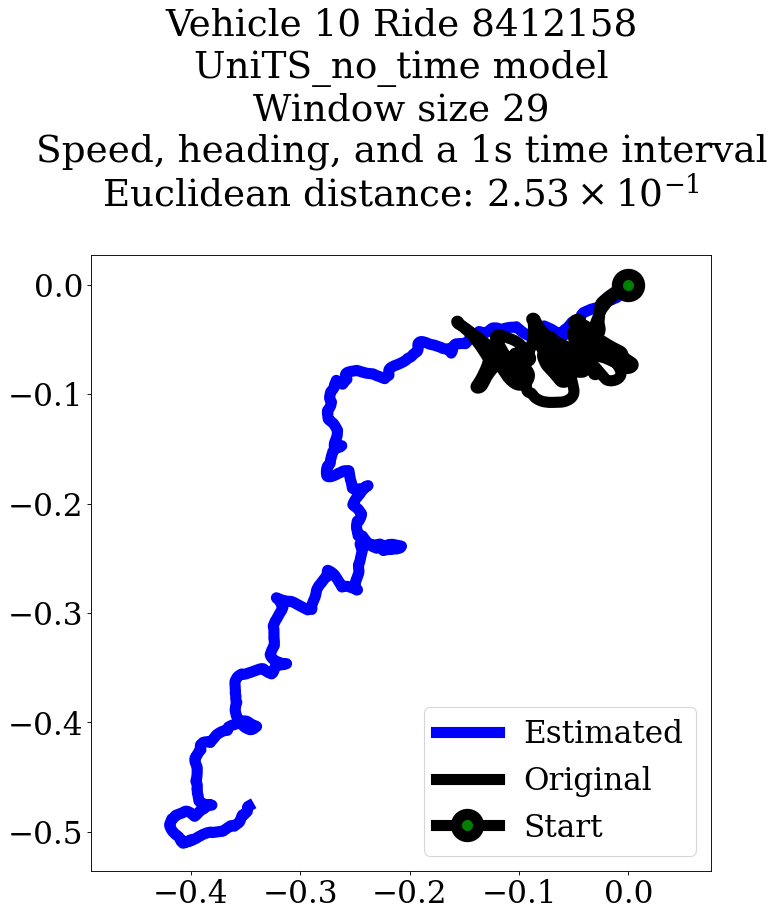 Vehicle 10 Ride 8412158
UniTS_no_time model
Window size 29
Speed, heading, and a 1s time interval
Euclidean distance: 2.53 × 10⁻¹
0.0
−0.1
−0.2
−0.3
−0.4
−0.5
Estimated
Original
Start
−0.4 −0.3 −0.2 −0.1 0.0